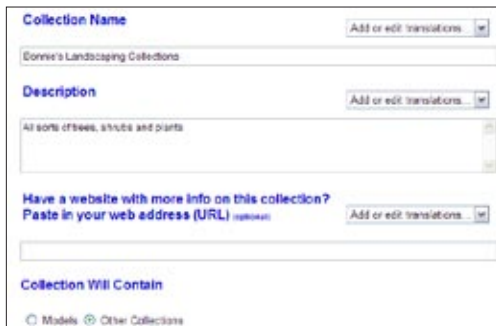 Collection Name
Add or edit translations...
Bonnie's Landscaping Collections
Description
Add or edit translations...
All sorts of trees, shrubs and plants
Have a website with more info on this collection?
Paste in your web address (URL) (optional)
Add or edit translations...
Collection Will Contain
Models Other Collections